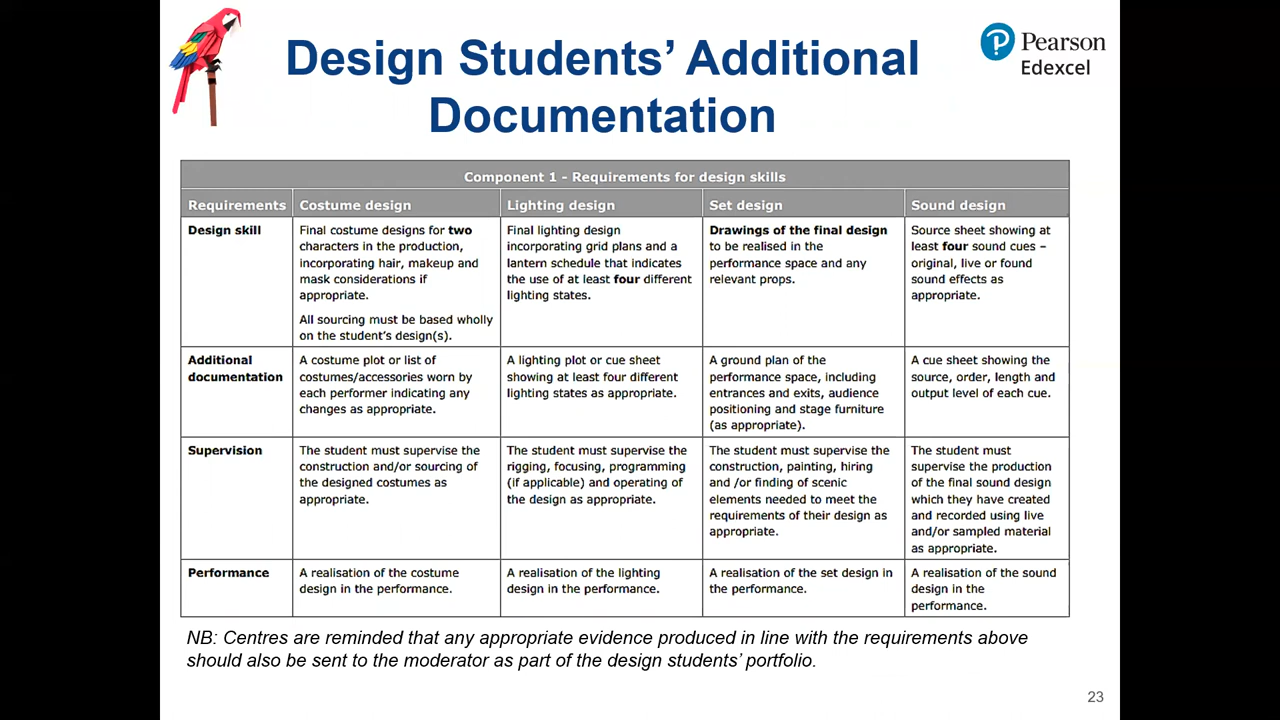 Design Students' Additional
Documentation
Pearson
Edexcel
Component 1 - Requirements for design skills
Requirements
Costume design
Lighting design
Set design
Sound design
Design skill
Final costume designs for two
characters in the production,
incorporating hair, makeup and
mask considerations if
appropriate.
All sourcing must be based wholly
on the student's design(s).
Final lighting design
incorporating grid plans and a
lantern schedule that indicates
the use of at least four different
lighting states.
Drawings of the final design
to be realised in the
performance space and any
relevant props.
Source sheet showing at
least four sound cues –
original, live or found
sound effects as
appropriate.
Additional
documentation
A costume plot or list of
costumes/accessories worn by
each performer indicating any
changes as appropriate.
A lighting plot or cue sheet
showing at least four different
lighting states as appropriate.
A ground plan of the
performance space, including
entrances and exits, audience
positioning and stage furniture
(as appropriate).
A cue sheet showing the
source, order, length and
output level of each cue.
Supervision
The student must supervise the
construction and/or sourcing of
the designed costumes as
appropriate.
The student must supervise the
rigging, focusing, programming
(if applicable) and operating of
the design as appropriate.
The student must supervise the
construction, painting, hiring
and /or finding of scenic
elements needed to meet the
requirements of their design as
appropriate.
The student must
supervise the production
of the final sound design
which they have created
and recorded using live
and/or sampled material
as appropriate.
Performance
A realisation of the costume
design in the performance.
A realisation of the lighting
design in the performance.
A realisation of the set design in
the performance.
A realisation of the sound
design in the
performance.
NB: Centres are reminded that any appropriate evidence produced in line with the requirements above
should also be sent to the moderator as part of the design students' portfolio.
23